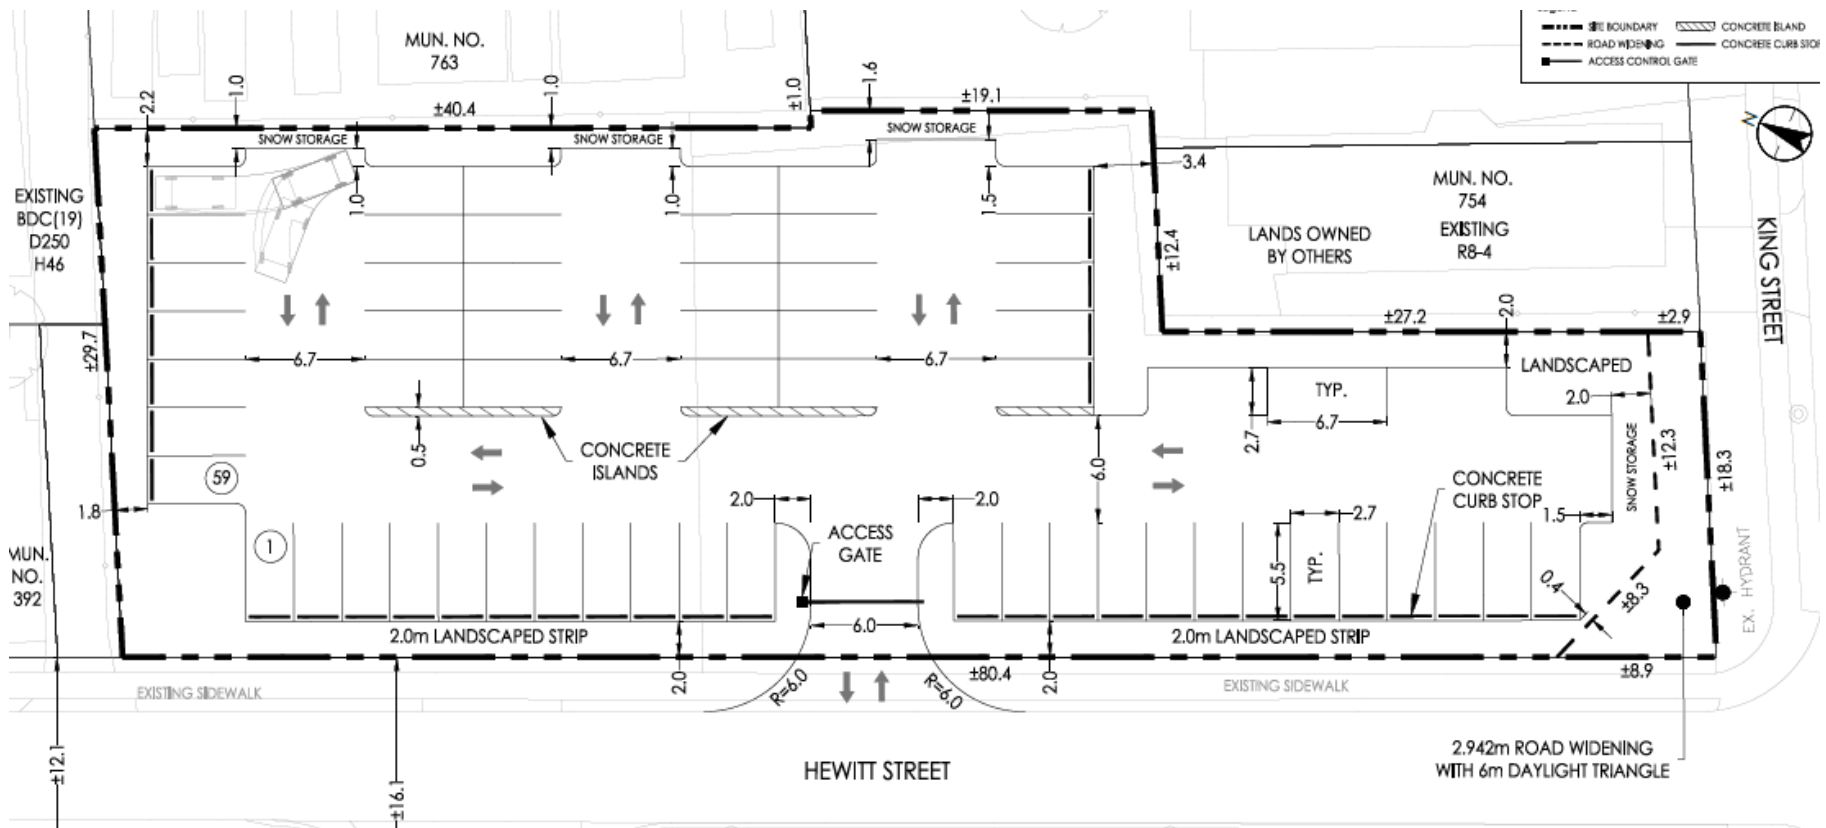 SITE BOUNDARY
CONCRETE ISLAND
ROAD WIDENING
CONCRETE CURB STOP
ACCESS CONTROL GATE
MUN. NO.
763
2.2
1.0
±40.4
1.0
±1.0
1.6
±19.1
SNOW STORAGE
SNOW STORAGE
SNOW STORAGE
N
3.4
EXISTING
BDC(19)
D250
H46
1.0
1.0
1.5
MUN. NO.
754
EXISTING
R8-4
LANDS OWNED
BY OTHERS
±12.4
KING STREET
±29.7
6.7
6.7
6.7
±27.2
2.0
±2.9
LANDSCAPED
TYP.
6.7
2.7
2.0
0.5
CONCRETE
ISLANDS
6.0
SNOW STORAGE
±12.3
±18.3
59
1.8
2.0
2.0
CONCRETE
CURB STOP
2.7
1.5
1
ACCESS
GATE
5.5
TYP.
0.4
±8.3
EX. HYDRANT
MUN.
NO.
392
6.0
2.0m LANDSCAPED STRIP
2.0m LANDSCAPED STRIP
2.0
R=6.0
R=6.0
±80.4
2.0
±8.9
EXISTING SIDEWALK
EXISTING SIDEWALK
±12.1
±16.1
HEWITT STREET
2.942m ROAD WIDENING
WITH 6m DAYLIGHT TRIANGLE